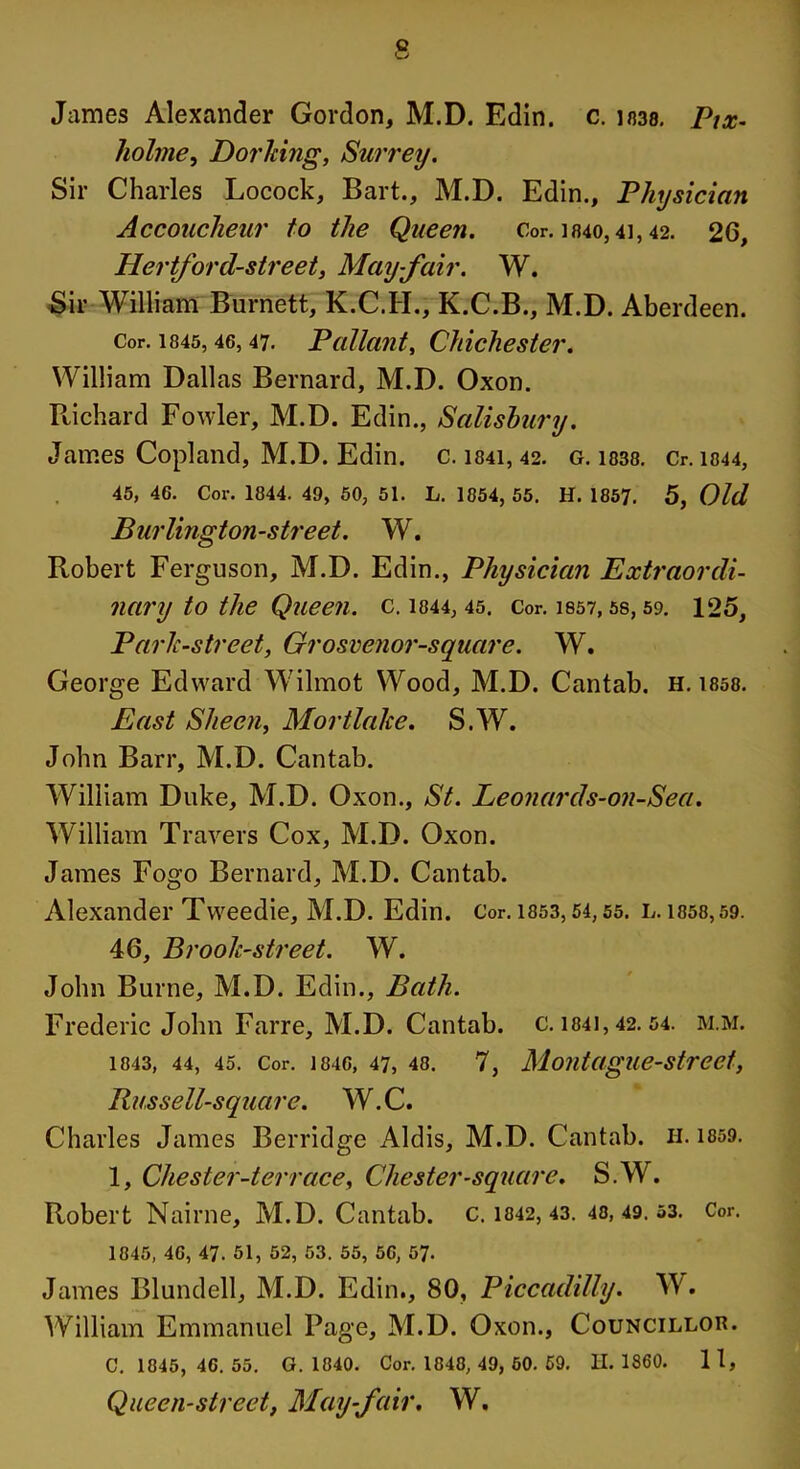 8
James Alexander Gordon, M.D. Edin. C. 1838. Pix-
holme, Dorking, Surrey.
Sir Charles Locock, Bart., M.D. Edin., Physician
Accoucheur to the Queen. Cor. 1840, 41, 42. 26,
Hertford-street, May-fair. W.
Sir William Burnett, K.C.H., K.C.B., M.D. Aberdeen.
Cor. 1845, 46, 47. Pallant, Chichester.
William Dallas Bernard, M.D. Oxon.
Richard Fowler, M.D. Edin., Salisbury.
James Copland, M.D. Edin. C. 1841, 42. G. 1838. Cr. 1844,
45, 46. Cor. 1844. 49, 50, 51. L. 1854, 55. H. 1857. 5, Old
Burlington-street. W.
Robert Ferguson, M.D. Edin., Physician Extraordi-
nary to the Queen. C. 1844, 45. Cor. 1857, 58, 59. 125,
Park-street, Grosvenor-square. W.
George Edward Wilmot Wood, M.D. Cantab. H. 1858.
East Sheen, Mortlake. S.W.
John Barr, M.D. Cantab.
William Duke, M.D. Oxon., St. Leonards-on-Sea.
William Travers Cox, M.D. Oxon.
James Fogo Bernard, M.D. Cantab.
Alexander Tweedie, M.D. Edin. Cor. 1853, 54, 55. L. 1858, 59.
46, Brook-street. W.
John Burne, M.D. Edin., Bath.
Frederic John Farre, M.D. Cantab. C. 1841, 42. 54. M.M.
1843, 44, 45. Cor. 1846, 47, 48. 7, Montague-street,
Russell-square. W.C.
Charles James Berridge Aldis, M.D. Cantab. H. 1859.
1, Chester-terrace, Chester-square. S.W.
Robert Nairne, M.D. Cantab. C. 1842, 43. 48, 49. 53. Cor.
1845, 46, 47. 51, 52, 53. 55, 56, 57.
James Blundell, M.D. Edin., 80, Piccadilly. W.
William Emmanuel Page, M.D. Oxon., Councillor.
C. 1845, 46. 55. G. 1840. Cor. 1848, 49, 50. 59. H. 1860. 11,
Queen-street, May-fair. W.